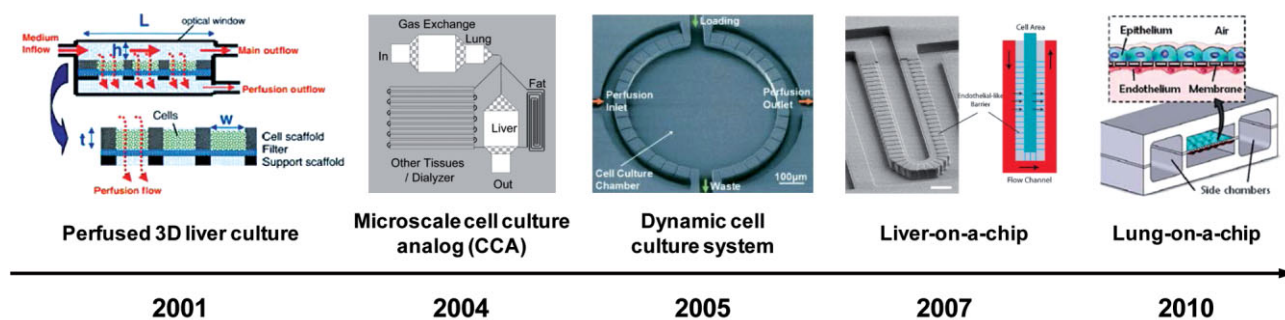 L
optical window
Medium
Inflow
h
Main outflow
Perfusion outflow
Cells
W
t
Cell scaffold
Filter
Support scaffold
Perfusion flow
Gas Exchange
Lung
In
Fat
Liver
Other Tissues
/ Dialyzer
Out
Loading
Perfusion
Inlet
Perfusion
Outlet
Cell Culture
Chamber
Waste
100μm
Cell Area
Endothelial-like
Barrier
Flow Channel
Epithelium
Air
Endothelium
Membrane
Side chambers
Perfused 3D liver culture
Microscale cell culture
analog (CCA)
Dynamic cell
culture system
Liver-on-a-chip
Lung-on-a-chip
2001
2004
2005
2007
2010